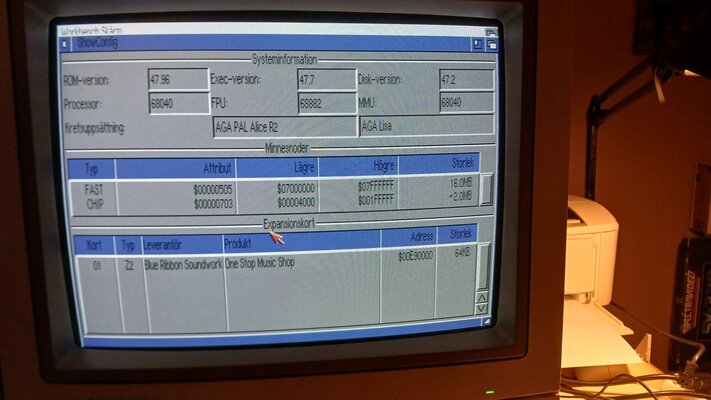 Workbench Skärm
ShowConfig
Systeminformation
ROM-version: 47.96 Exec-version: 47.7 Disk-version: 47.2
Processor: 68040 FPU: 68882 MMU: 68040
Kretsuppsättning: AGA PAL Alice R2 AGA Lisa
Minnesnoder
Typ Attribut Lägre Högre Storlek
FAST $00000505 $07000000 $07FFFFFF 16.0MB
CHIP $00000703 $00004000 $001FFFFF ~2.0MB
Expansionskort
Kort Typ Leverantör Produkt Adress Storlek
01 Z2 Blue Ribbon Soundwork One Stop Music Shop $00E90000 64KB
SPECTRAVIDEO